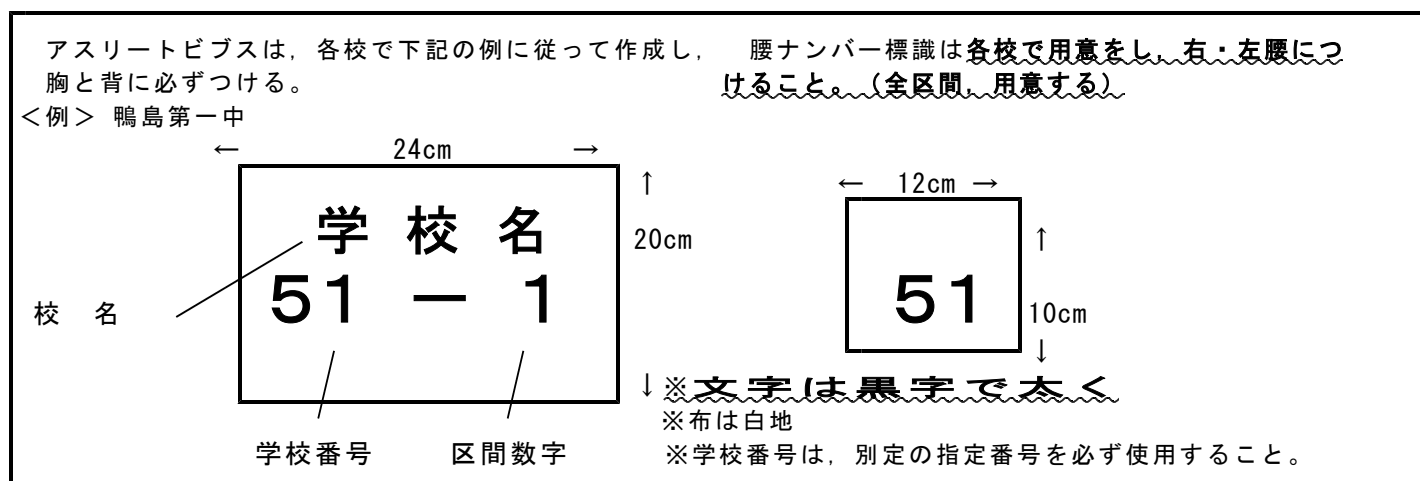 アスリートビブスは，各校で下記の例に従って作成し，
胸と背に必ずつける。
腰ナンバー標識は各校で用意をし，右・左腰につ
けること。（全区間，用意する）
＜例＞ 鴨島第一中
← 24cm →
↑
20cm
↓
学 校 名
51 － 1
校 名
学校番号 区間数字
← 12cm →
↑
10cm
↓
51
※文字は黒字で太く
※布は白地
※学校番号は，別定の指定番号を必ず使用すること。